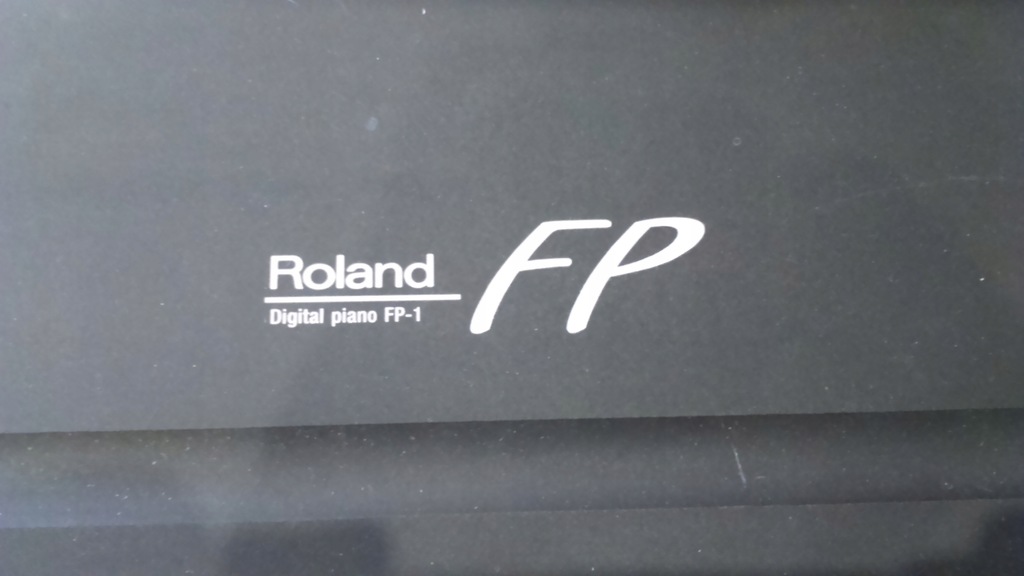 Roland
Digital piano FP-1
FP